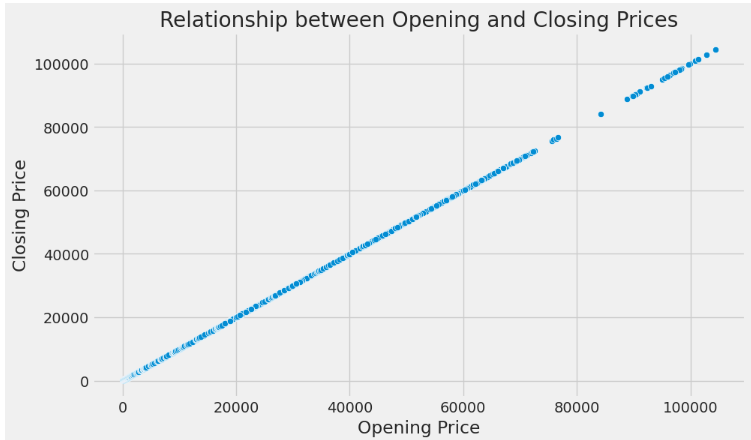 Relationship between Opening and Closing Prices
100000
80000
60000
40000
20000
0
Closing Price
0 20000 40000 60000 80000 100000
Opening Price